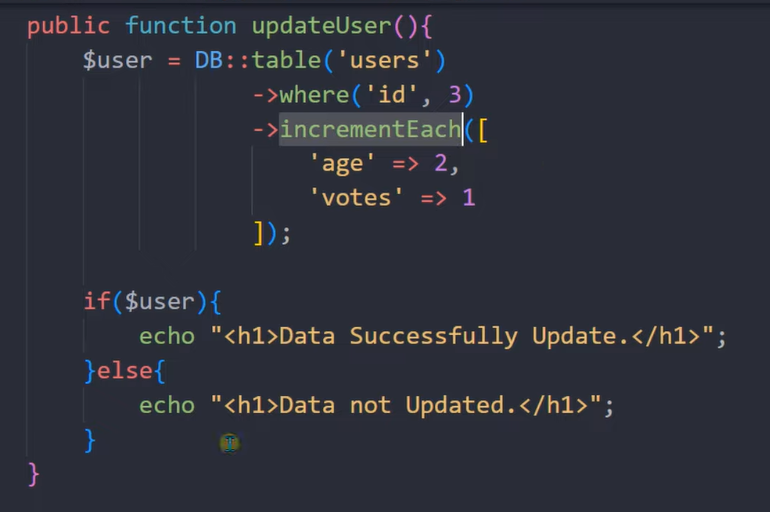 public function updateUser(){
$user = DB::table('users')
->where('id', 3)
->incrementEach([
'age' => 2,
'votes' => 1
]);
if($user){
echo "<h1>Data Successfully Update.</h1>";
}else{
echo "<h1>Data not Updated.</h1>";
}
}